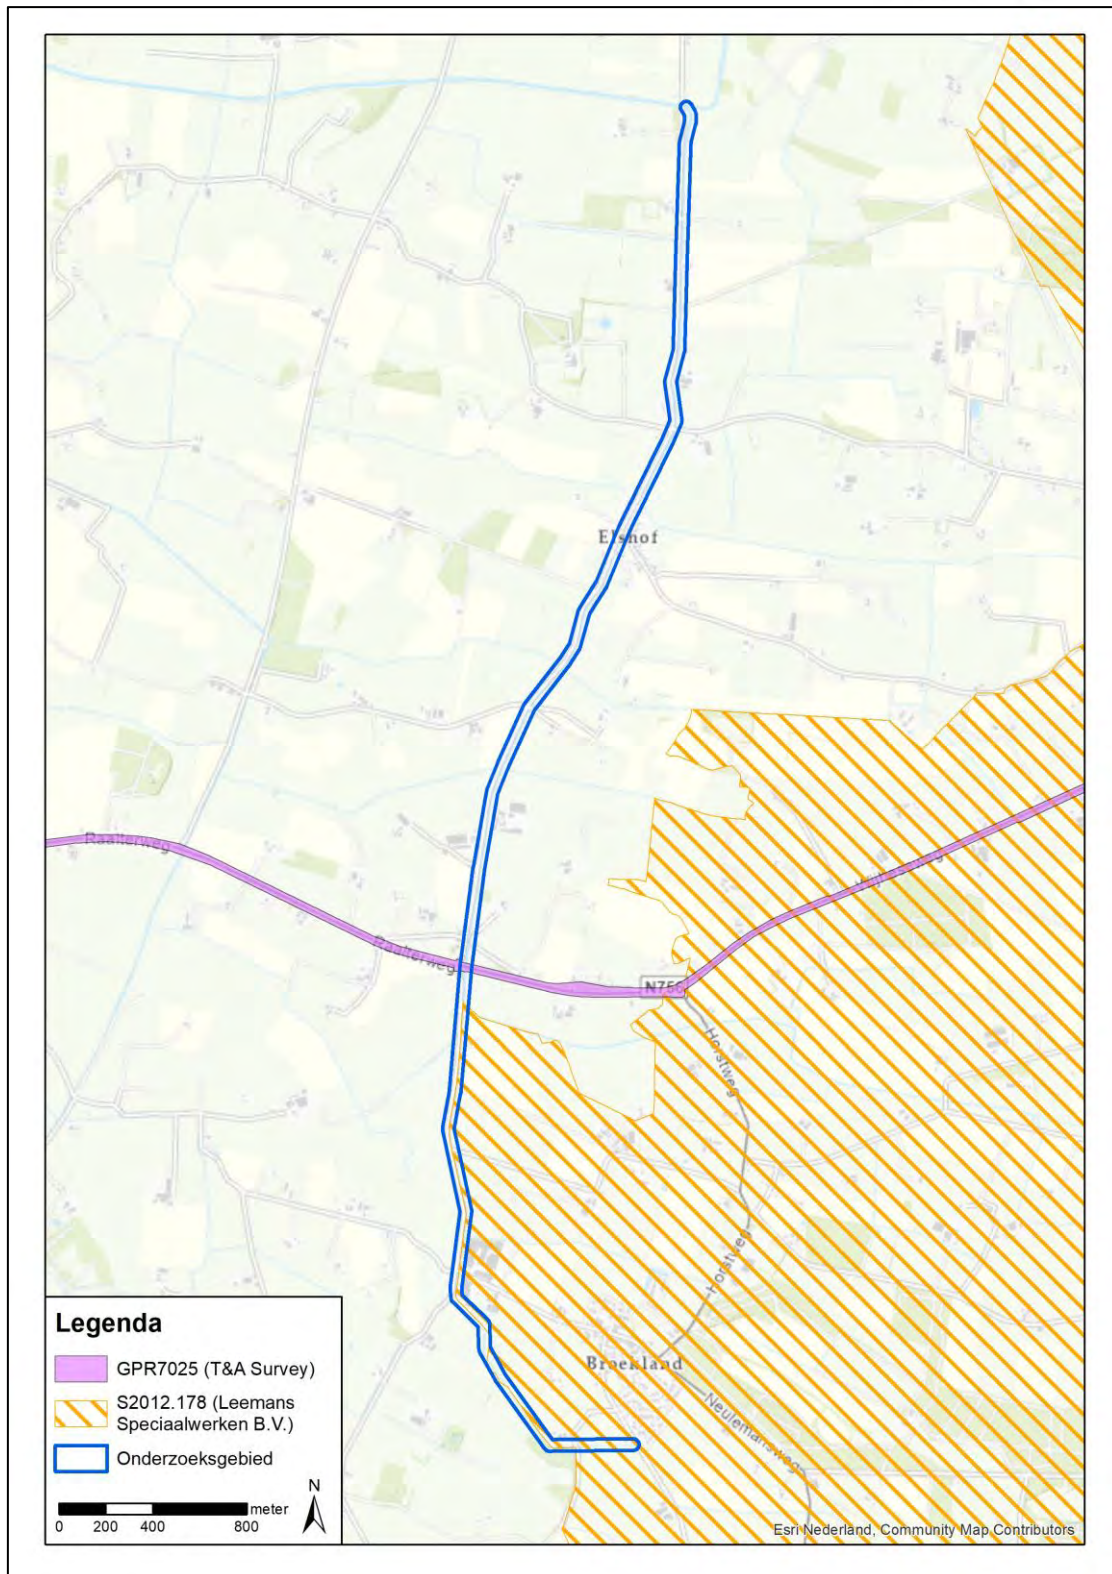 Elshof
Raalterweg
Raalterweg
N756
Horstweg
Horstweg
Broekland
Neulemansweg
Legenda
GPR7025 (T&A Survey)
S2012.178 (Leemans
Speciaalwerken B.V.)
Onderzoeksgebied
N
meter
0 200 400 800
Esri Nederland, Community Map Contributors